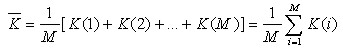 K̅ = 1/M [ K(1) + K(2) + ... + K(M) ] = 1/M ∑_{i=1}^{M} K(i)